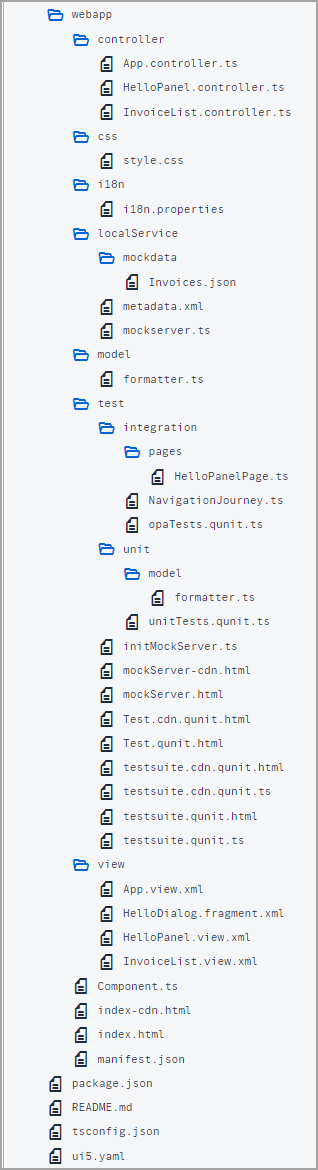 webapp
controller
App.controller.ts
HelloPanel.controller.ts
InvoiceList.controller.ts
css
style.css
i18n
i18n.properties
localService
mockdata
Invoices.json
metadata.xml
mockserver.ts
model
formatter.ts
test
integration
pages
HelloPanelPage.ts
NavigationJourney.ts
opaTests.qunit.ts
unit
model
formatter.ts
unitTests.qunit.ts
initMockServer.ts
mockServer-cdn.html
mockServer.html
Test.cdn.qunit.html
Test.qunit.html
testsuite.cdn.qunit.html
testsuite.cdn.qunit.ts
testsuite.qunit.html
testsuite.qunit.ts
view
App.view.xml
HelloDialog.fragment.xml
HelloPanel.view.xml
InvoiceList.view.xml
Component.ts
index-cdn.html
index.html
manifest.json
package.json
README.md
tsconfig.json
ui5.yaml